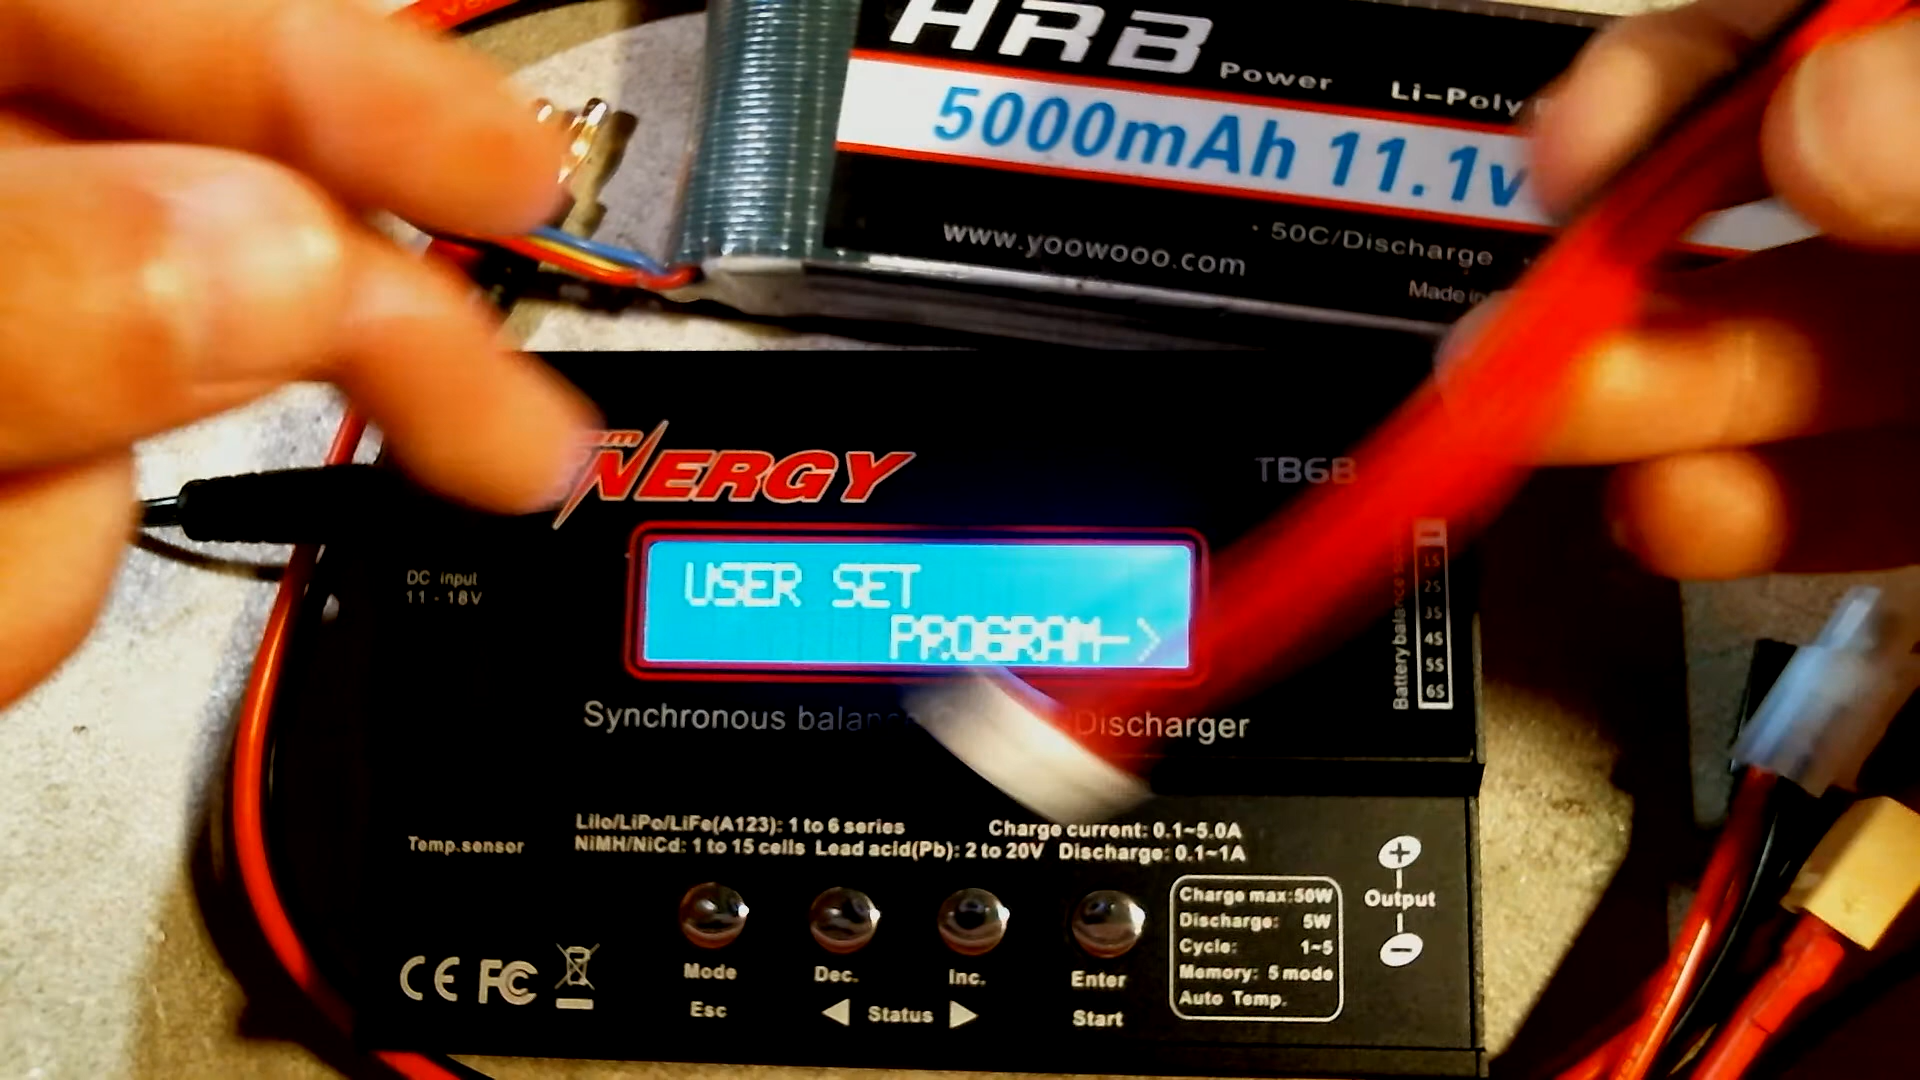 HRB
Power Li-Poly
5000mAh 11.1v
www.yoowooo.com
50C/Discharge
Made in
NERGY
TB6B
DC input
11 - 18V
USER SET
PROGRAM->
1S
2S
3S
4S
5S
6S
Synchronous Discharger
Temp.sensor
LiIo/LiPo/LiFe(A123): 1 to 6 series
NiMH/NiCd: 1 to 15 cells Lead acid(Pb): 2 to 20V
Charge current: 0.1~5.0A
Discharge: 0.1~1A
Mode
Esc
Dec.
Inc.
Status
Enter
Start
Charge max:50W
Discharge: 5W
Cycle: 1~5
Memory: 5 mode
Auto Temp.
+
Output
-
CE FC